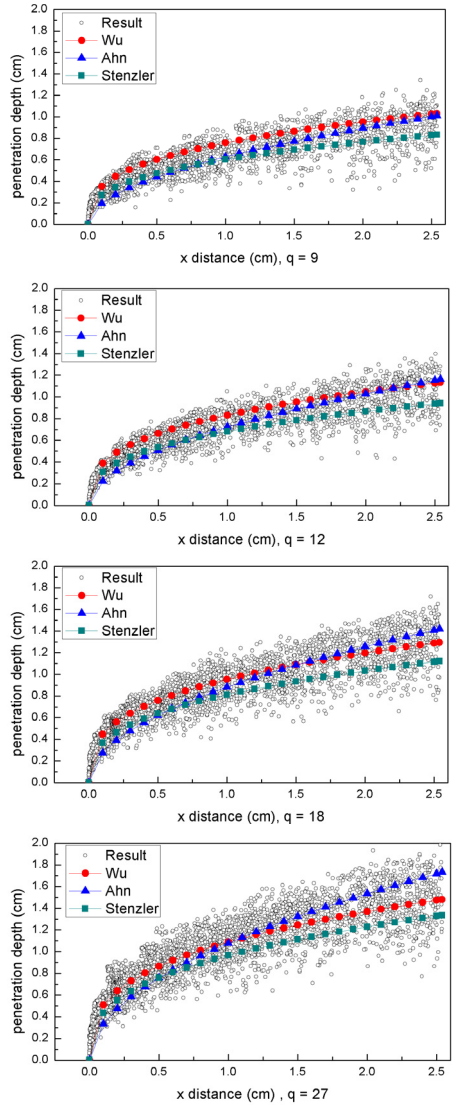 2.0
1.8
1.6
1.4
1.2
1.0
0.8
0.6
0.4
0.2
0.0
penetration depth (cm)
Result
Wu
Ahn
Stenzler
0.0 0.5 1.0 1.5 2.0 2.5
x distance (cm), q = 9
2.0
1.8
1.6
1.4
1.2
1.0
0.8
0.6
0.4
0.2
0.0
penetration depth (cm)
Result
Wu
Ahn
Stenzler
0.0 0.5 1.0 1.5 2.0 2.5
x distance (cm), q = 12
2.0
1.8
1.6
1.4
1.2
1.0
0.8
0.6
0.4
0.2
0.0
penetration depth (cm)
Result
Wu
Ahn
Stenzler
0.0 0.5 1.0 1.5 2.0 2.5
x distance (cm), q = 18
2.0
1.8
1.6
1.4
1.2
1.0
0.8
0.6
0.4
0.2
0.0
penetration depth (cm)
Result
Wu
Ahn
Stenzler
0.0 0.5 1.0 1.5 2.0 2.5
x distance (cm) , q = 27